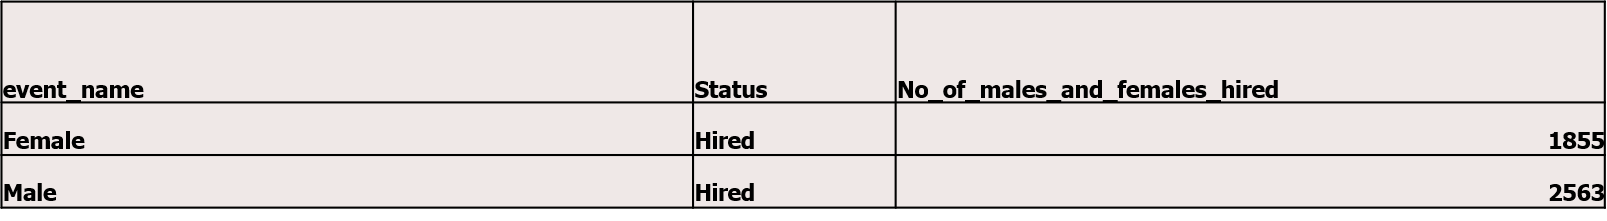 event_name Status No_of_males_and_females_hired
Female Hired 1855
Male Hired 2563